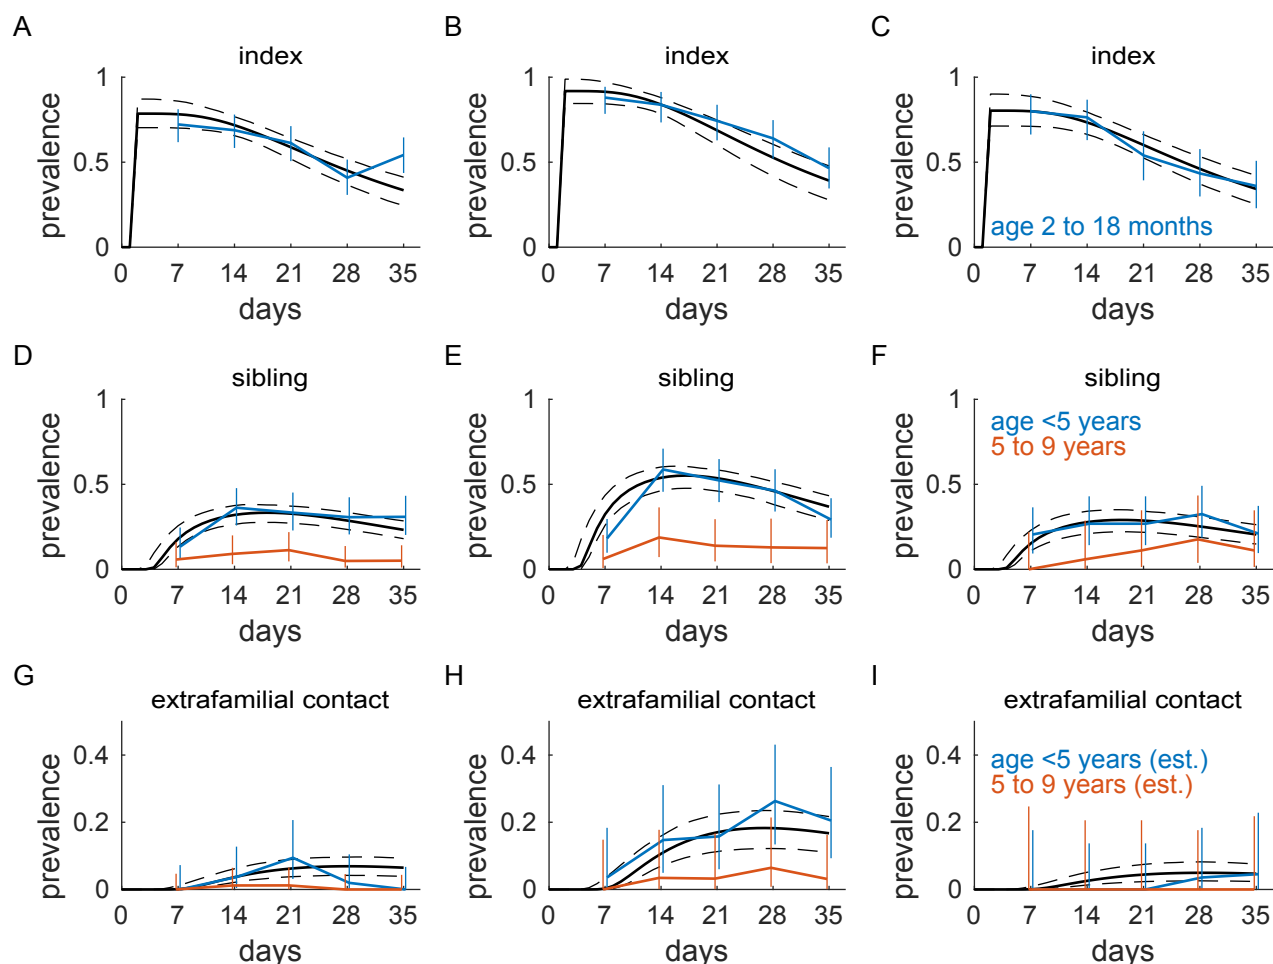 A
index
prevalence
1
0.5
0
0 7 14 21 28 35
days
B
index
prevalence
1
0.5
0
0 7 14 21 28 35
days
C
index
prevalence
1
0.5
0
age 2 to 18 months
0 7 14 21 28 35
days
D
sibling
prevalence
1
0.5
0
0 7 14 21 28 35
days
E
sibling
prevalence
1
0.5
0
0 7 14 21 28 35
days
F
sibling
prevalence
1
0.5
0
age <5 years
5 to 9 years
0 7 14 21 28 35
days
G
extrafamilial contact
prevalence
0.4
0.2
0
0 7 14 21 28 35
days
H
extrafamilial contact
prevalence
0.4
0.2
0
0 7 14 21 28 35
days
I
extrafamilial contact
prevalence
0.4
0.2
0
age <5 years (est.)
5 to 9 years (est.)
0 7 14 21 28 35
days